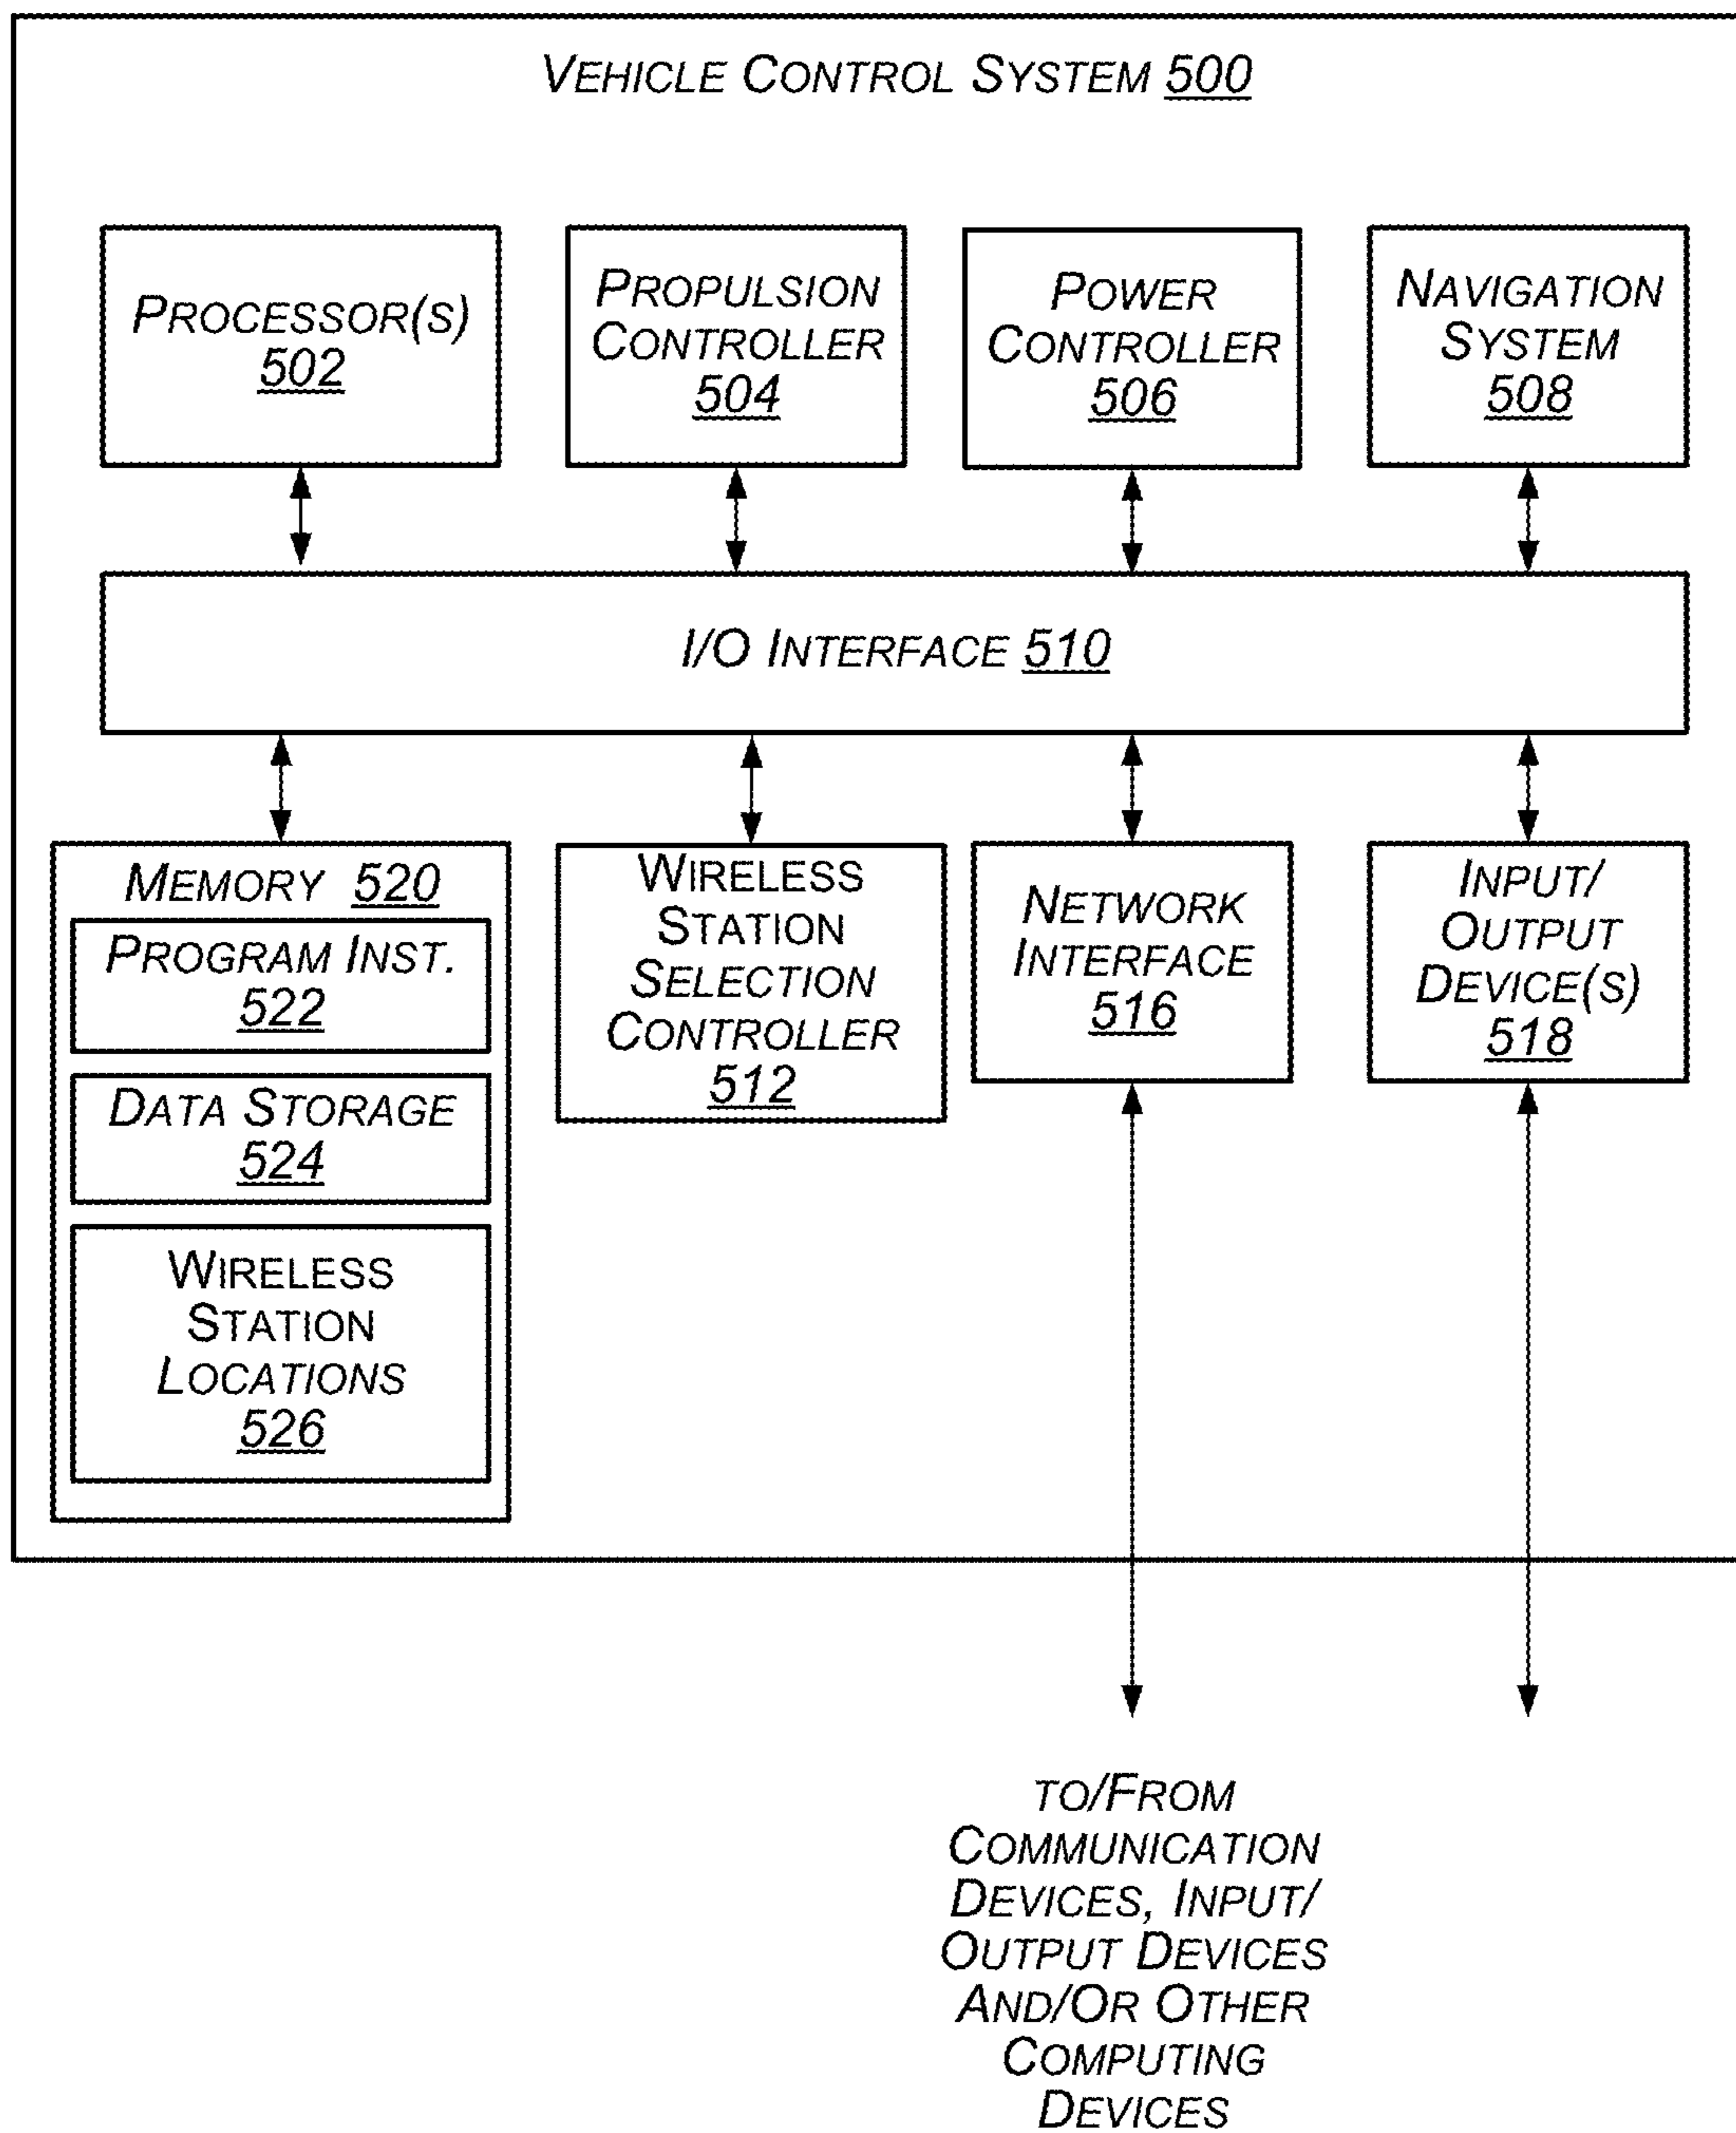 VEHICLE CONTROL SYSTEM 500
PROCESSOR(S)
502
PROPULSION
CONTROLLER
504
POWER
CONTROLLER
506
NAVIGATION
SYSTEM
508
I/O INTERFACE 510
MEMORY 520
PROGRAM INST.
522
DATA STORAGE
524
WIRELESS
STATION
LOCATIONS
526
WIRELESS
STATION
SELECTION
CONTROLLER
512
NETWORK
INTERFACE
516
INPUT/
OUTPUT
DEVICE(S)
518
TO/FROM
COMMUNICATION
DEVICES, INPUT/
OUTPUT DEVICES
AND/OR OTHER
COMPUTING
DEVICES